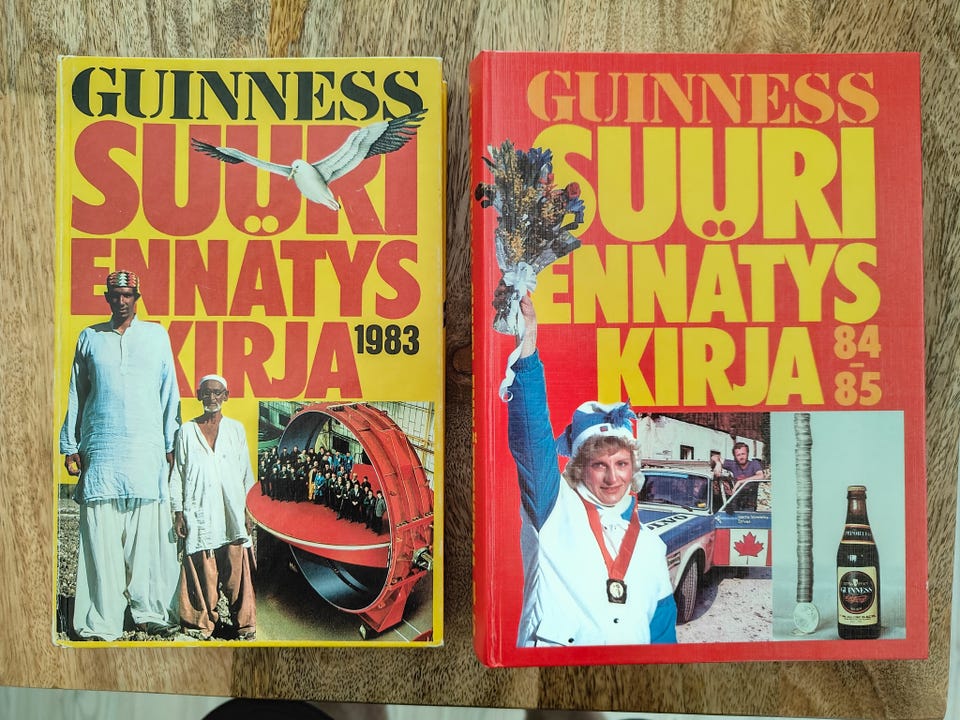 GUINNESS
SUURI
ENNÄTYS
KIRJA 1983
GUINNESS
SUURI
ENNÄTYS
KIRJA 84
–
85
GUINNESS